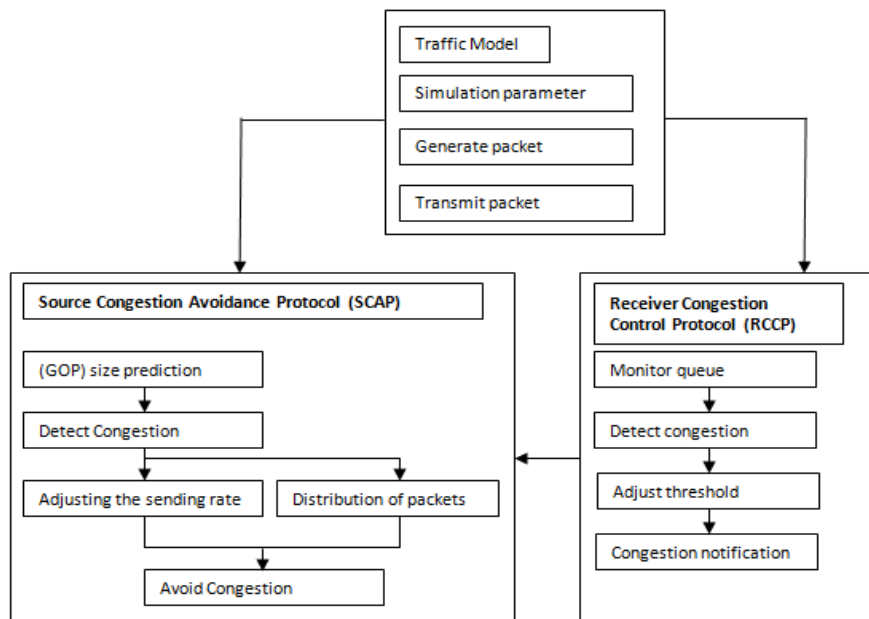 Traffic Model
Simulation parameter
Generate packet
Transmit packet
Source Congestion Avoidance Protocol (SCAP)
(GOP) size prediction
Detect Congestion
Adjusting the sending rate
Distribution of packets
Avoid Congestion
Receiver Congestion
Control Protocol (RCCP)
Monitor queue
Detect congestion
Adjust threshold
Congestion notification